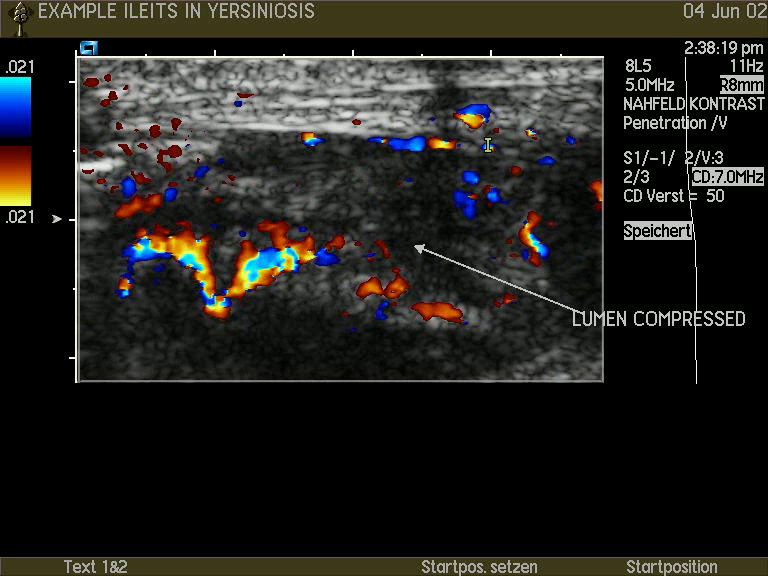 EXAMPLE ILEITS IN YERSINIOSIS
04 Jun 02
2:38:19 pm
.021
8L5 11Hz
5.0MHz R8mm
NAHFELD KONTRAST
Penetration /V
S1/-1/ 2/V:3
2/3 CD:7.0MHz
CD Verst = 50
.021
Speichert
LUMEN COMPRESSED
Text 1&2 Startpos. setzen Startposition